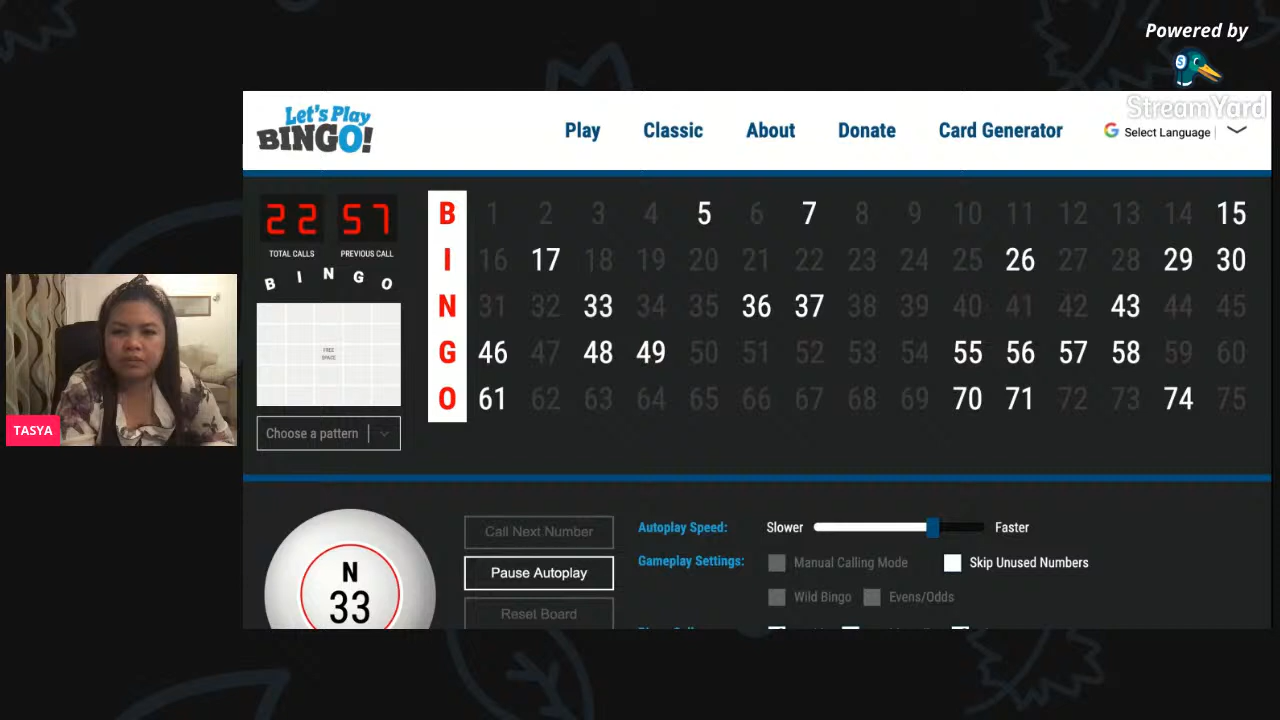 Powered by
S
StreamYard
Let's Play
BINGO!
Play Classic About Donate Card Generator
G Select Language
22 57
TOTAL CALLS PREVIOUS CALL
B I N G O
FREE
SPACE
Choose a pattern
B 1 2 3 4 5 6 7 8 9 10 11 12 13 14 15
I 16 17 18 19 20 21 22 23 24 25 26 27 28 29 30
N 31 32 33 34 35 36 37 38 39 40 41 42 43 44 45
G 46 47 48 49 50 51 52 53 54 55 56 57 58 59 60
O 61 62 63 64 65 66 67 68 69 70 71 72 73 74 75
TASYA
N
33
Call Next Number
Pause Autoplay
Reset Board
Autoplay Speed: Slower Faster
Gameplay Settings: Manual Calling Mode Skip Unused Numbers
Wild Bingo Evens/Odds